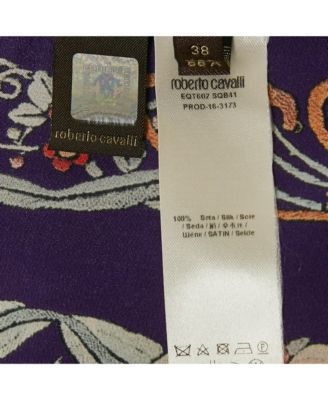 roberto cavalli
38
roberto cavalli
EQT607 SQB41
PROD-16-3173
100% Seta / Silk / Soie
/ Seda / 絹 / 실크 /
Шелк / SATIN / Seide